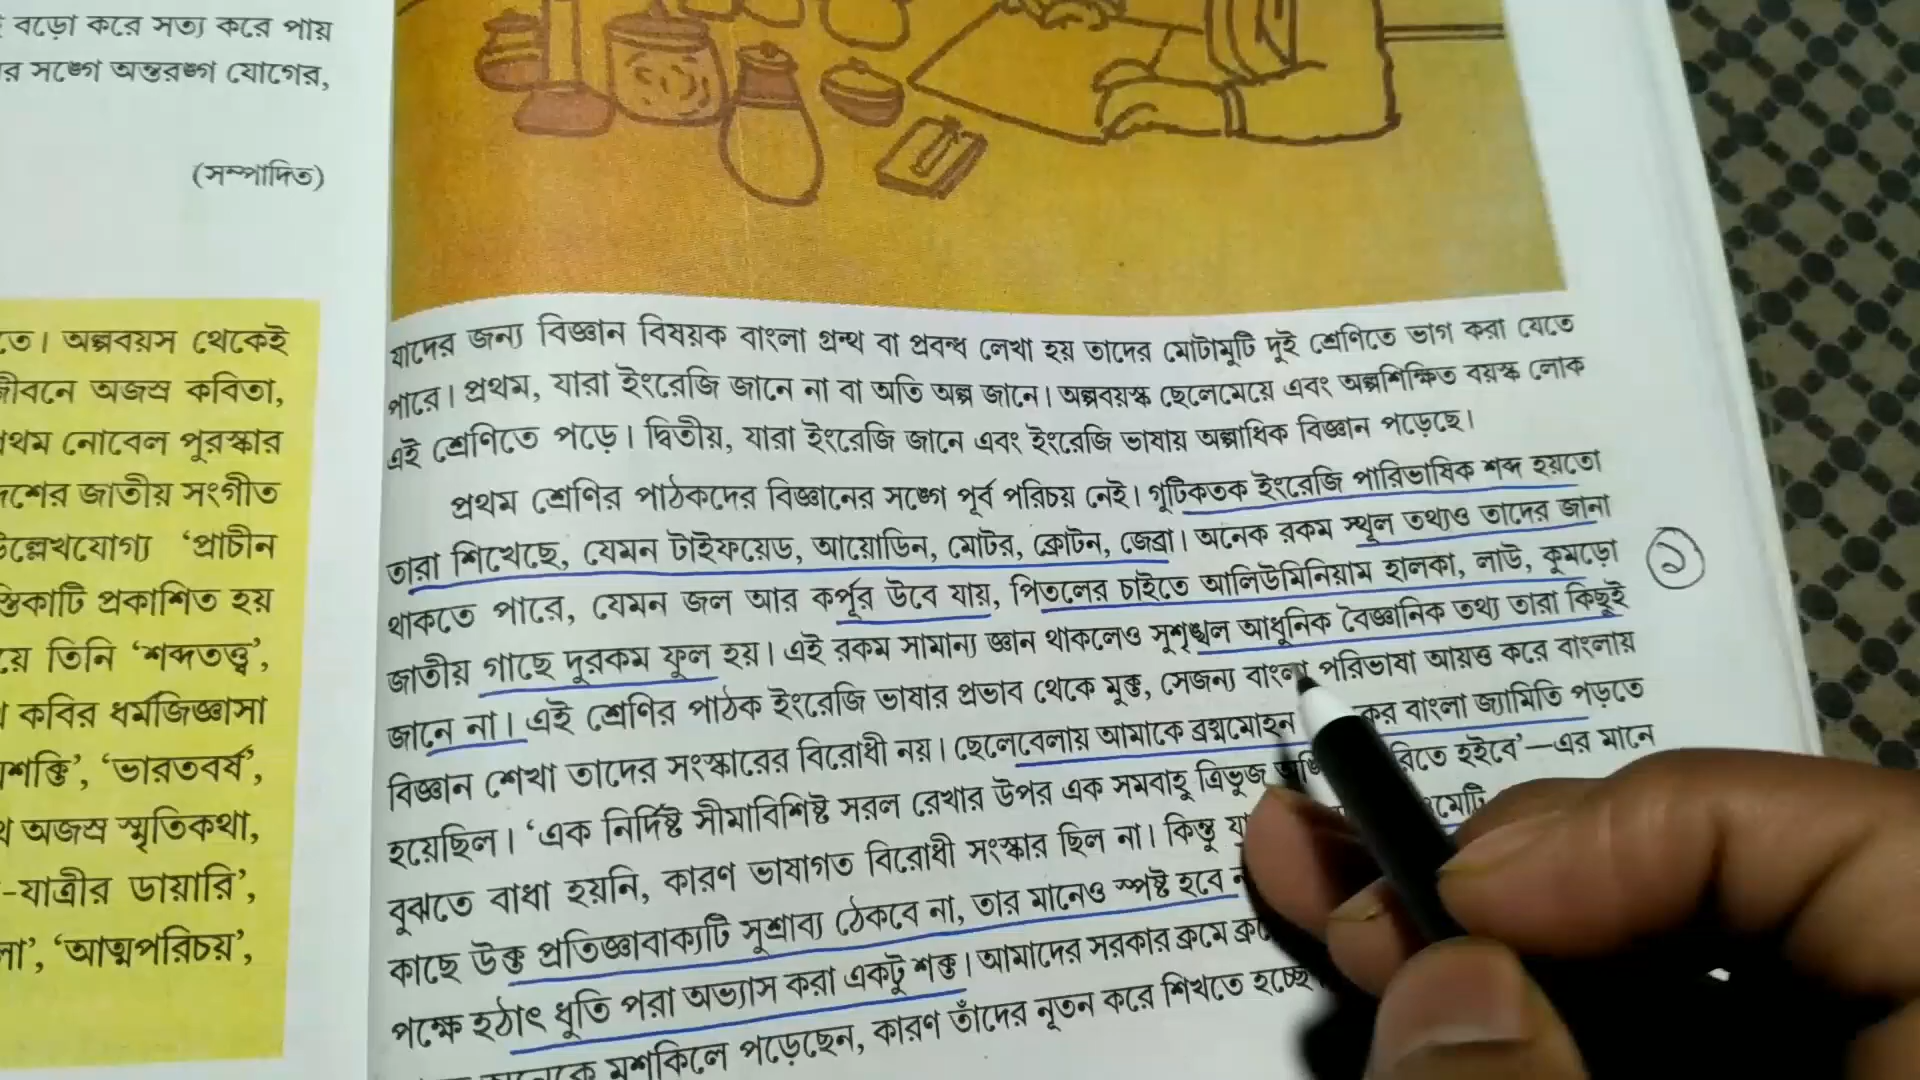 বড়ো করে সত্য করে পায়
সঙ্গে অন্তরঙ্গ যোগের,
(সম্পাদিত)
অল্পবয়স থেকেই
জীবনে অজস্র কবিতা,
নোবেল পুরস্কার
জাতীয় সংগীত
উল্লেখযোগ্য ‘প্রাচীন
প্রকাশিত হয়
তিনি ‘শব্দতত্ত্ব’,
কবির ধর্মজিজ্ঞাসা
‘ভারতবর্ষ’,
অজস্র স্মৃতিকথা,
-যাত্রীর ডায়ারি’,
‘আত্মপরিচয়’,
যাদের জন্য বিজ্ঞান বিষয়ক বাংলা গ্রন্থ বা প্রবন্ধ লেখা হয় তাদের মোটামুটি দুই শ্রেণিতে ভাগ করা যেতে
পারে। প্রথম, যারা ইংরেজি জানে না বা অতি অল্প জানে। অল্পবয়স্ক ছেলেমেয়ে এবং অল্পশিক্ষিত বয়স্ক লোক
এই শ্রেণিতে পড়ে। দ্বিতীয়, যারা ইংরেজি জানে এবং ইংরেজি ভাষায় অল্পাধিক বিজ্ঞান পড়েছে।
প্রথম শ্রেণির পাঠকদের বিজ্ঞানের সঙ্গে পূর্ব পরিচয় নেই। গুটিকতক ইংরেজি পারিভাষিক শব্দ হয়তো
তারা শিখেছে, যেমন টাইফয়েড, আয়োডিন, মোটর, ক্রোটন, জেব্রা। অনেক রকম স্থূল তথ্যও তাদের জানা
থাকতে পারে, যেমন জল আর কর্পূর উবে যায়, পিতলের চাইতে আলিউমিনিয়াম হালকা, লাউ, কুমড়ো
১
জাতীয় গাছে দুরকম ফুল হয়। এই রকম সামান্য জ্ঞান থাকলেও সুশৃঙ্খল আধুনিক বৈজ্ঞানিক তথ্য তারা কিছুই
জানে না। এই শ্রেণির পাঠক ইংরেজি ভাষার প্রভাব থেকে মুক্ত, সেজন্য বাংলা পরিভাষা আয়ত্ত করে বাংলায়
বিজ্ঞান শেখা তাদের সংস্কারের বিরোধী নয়। ছেলেবেলায় আমাকে ব্রহ্মমোহন বাংলা জ্যামিতি পড়তে
হয়েছিল। ‘এক নির্দিষ্ট সীমাবিশিষ্ট সরল রেখার উপর এক সমবাহু ত্রিভুজ হইবে’—এর মানে
বুঝতে বাধা হয়নি, কারণ ভাষাগত বিরোধী সংস্কার ছিল না। কিন্তু
কাছে উক্ত প্রতিজ্ঞাবাক্যটি সুশ্রাব্য ঠেকবে না, তার মানেও স্পষ্ট হবে
পক্ষে হঠাৎ ধুতি পরা অভ্যাস করা একটু শক্ত। আমাদের সরকার ক্রমে
মুশকিলে পড়েছেন, কারণ তাঁদের নূতন করে শিখতে হচ্ছে